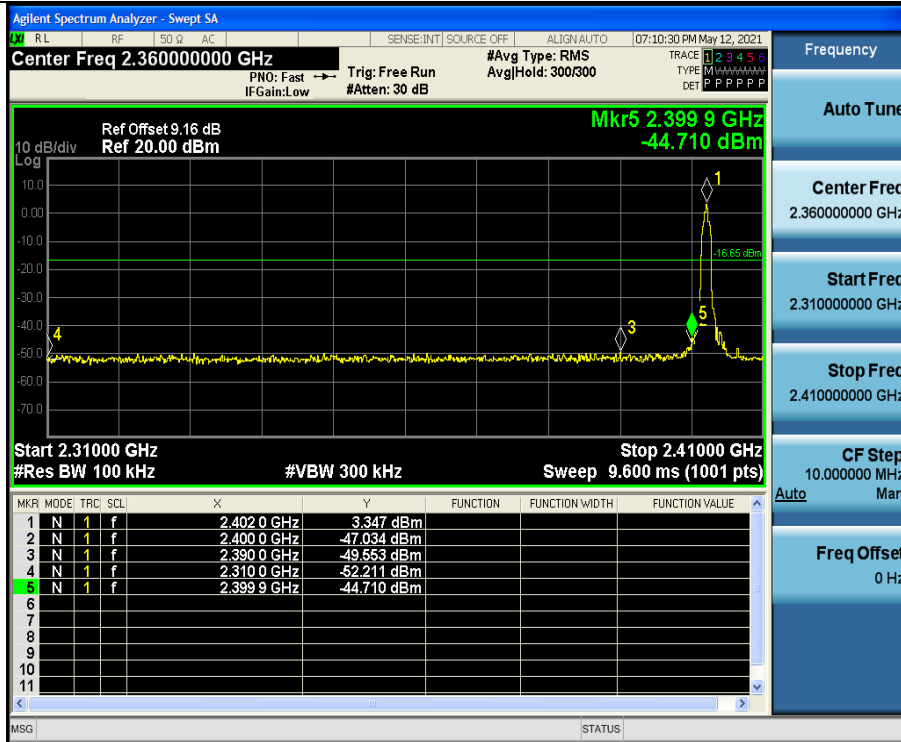 Agilent Spectrum Analyzer - Swept SA
LXI RL RF 50 Ω AC SENSE:INT SOURCE OFF ALIGN AUTO 07:10:30 PM May 12, 2021
Center Freq 2.360000000 GHz #Avg Type: RMS TRACE 1 2 3 4 5 6
PNO: Fast Trig: Free Run Avg|Hold: 300/300 TYPE M
IFGain:Low #Atten: 30 dB DET P P P P P P
Mkr5 2.399 9 GHz
-44.710 dBm
Ref Offset 9.16 dB
10 dB/div Ref 20.00 dBm
Log
10.0
0.00
-10.0
-20.0
-30.0
-40.0
-50.0
-60.0
-70.0
1
-16.65 dBm
5
3
4
Start 2.31000 GHz Stop 2.41000 GHz
#Res BW 100 kHz #VBW 300 kHz Sweep 9.600 ms (1001 pts)
MKR MODE TRC SCL X Y FUNCTION FUNCTION WIDTH FUNCTION VALUE
1 N 1 f 2.402 0 GHz 3.347 dBm
2 N 1 f 2.400 0 GHz -47.034 dBm
3 N 1 f 2.390 0 GHz -49.553 dBm
4 N 1 f 2.310 0 GHz -52.211 dBm
5 N 1 f 2.399 9 GHz -44.710 dBm
6
7
8
9
10
11
MSG STATUS
Frequency
Auto Tune
Center Freq
2.360000000 GHz
Start Freq
2.310000000 GHz
Stop Freq
2.410000000 GHz
CF Step
10.000000 MHz
Auto Man
Freq Offset
0 Hz